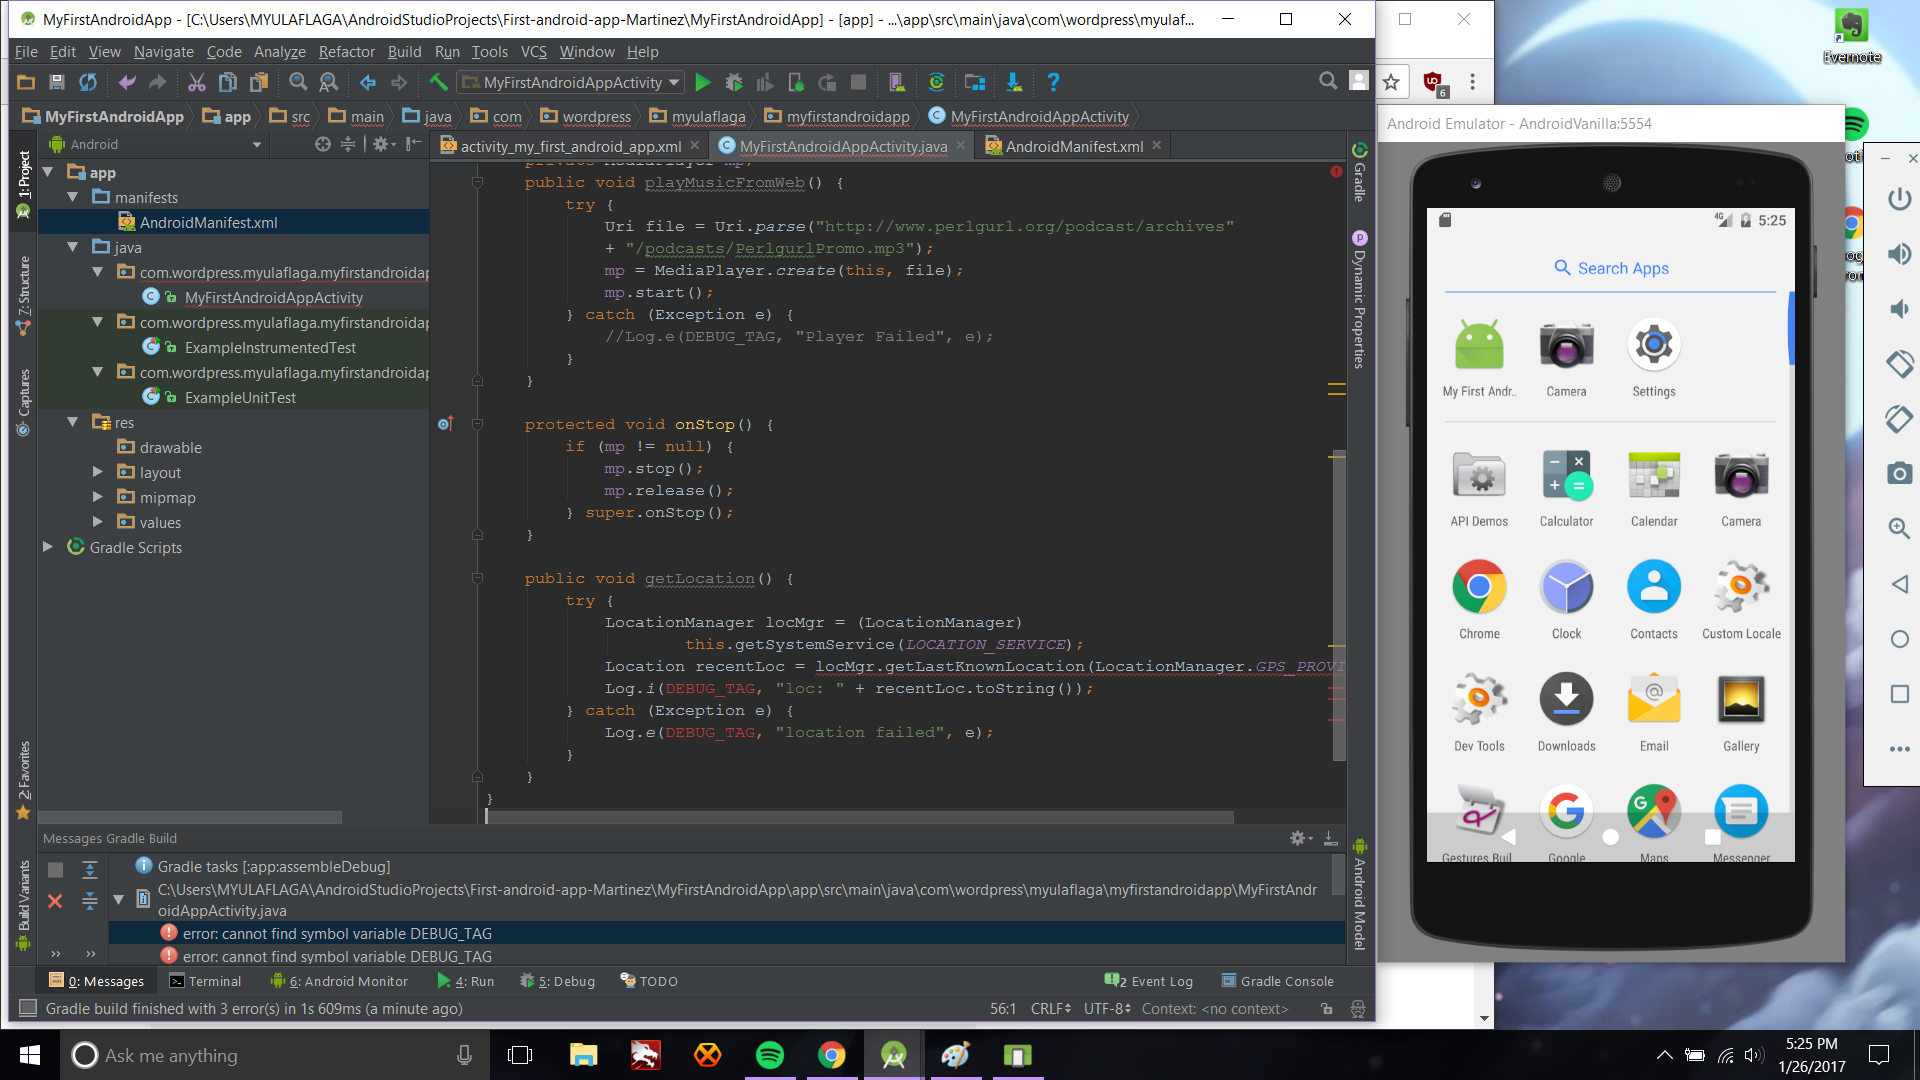 MyFirstAndroidApp - [C:\Users\MYULAFLAGA\AndroidStudioProjects\First-android-app-Martinez\MyFirstAndroidApp] - [app] - ...\app\src\main\java\com\wordpress\myulaf...
File Edit View Navigate Code Analyze Refactor Build Run Tools VCS Window Help
MyFirstAndroidAppActivity
MyFirstAndroidApp app src main java com wordpress myulaflaga myfirstandroidapp MyFirstAndroidAppActivity
Android
activity_my_first_android_app.xml MyFirstAndroidAppActivity.java AndroidManifest.xml
1: Project
Z: Structure
Captures
2: Favorites
Build Variants
app
manifests
AndroidManifest.xml
java
com.wordpress.myulaflaga.myfirstandroidap
MyFirstAndroidAppActivity
com.wordpress.myulaflaga.myfirstandroidap
ExampleInstrumentedTest
com.wordpress.myulaflaga.myfirstandroidap
ExampleUnitTest
res
drawable
layout
mipmap
values
Gradle Scripts
private MediaPlayer mp;
public void playMusicFromWeb() {
try {
Uri file = Uri.parse("http://www.perlgurl.org/podcast/archives"
+ "/podcasts/PerlgurlPromo.mp3");
mp = MediaPlayer.create(this, file);
mp.start();
} catch (Exception e) {
//Log.e(DEBUG_TAG, "Player Failed", e);
}
}
protected void onStop() {
if (mp != null) {
mp.stop();
mp.release();
} super.onStop();
}
public void getLocation() {
try {
LocationManager locMgr = (LocationManager)
this.getSystemService(LOCATION_SERVICE);
Location recentLoc = locMgr.getLastKnownLocation(LocationManager.GPS_PROVI
Log.i(DEBUG_TAG, "loc: " + recentLoc.toString());
} catch (Exception e) {
Log.e(DEBUG_TAG, "location failed", e);
}
}
}
Gradle
Dynamic Properties
Android Model
Messages Gradle Build
Gradle tasks [:app:assembleDebug]
C:\Users\MYULAFLAGA\AndroidStudioProjects\First-android-app-Martinez\MyFirstAndroidApp\app\src\main\java\com\wordpress\myulaflaga\myfirstandroidapp\MyFirstAndr
oidAppActivity.java
error: cannot find symbol variable DEBUG_TAG
error: cannot find symbol variable DEBUG_TAG
0: Messages Terminal 6: Android Monitor 4: Run 5: Debug TODO 2 Event Log Gradle Console
Gradle build finished with 3 error(s) in 1s 609ms (a minute ago) 56:1 CRLF UTF-8 Context: <no context>
6
Evernote
Android Emulator - AndroidVanilla:5554
4G 5:25
Search Apps
My First Andr.. Camera Settings
API Demos Calculator Calendar Camera
Chrome Clock Contacts Custom Locale
Dev Tools Downloads Email Gallery
Gestures Buil Google Maps Messenger
Ask me anything
5:25 PM
1/26/2017